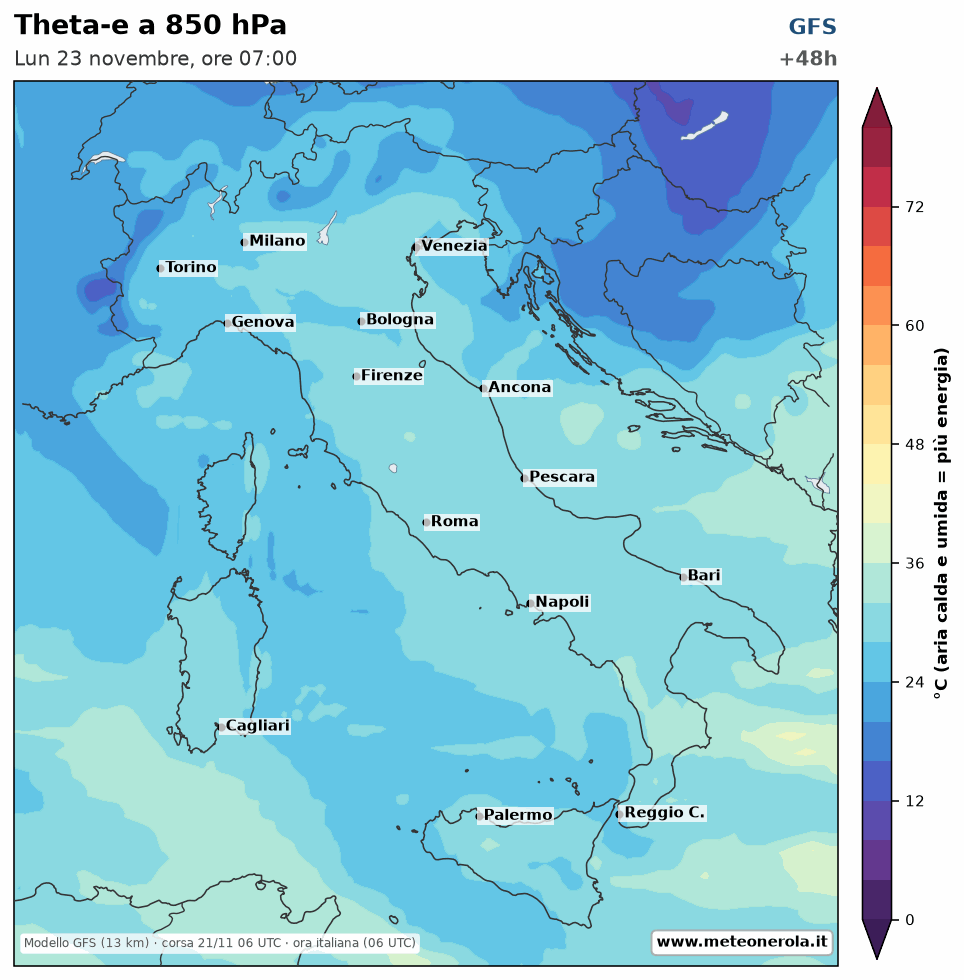 Theta-e a 850 hPa
GFS
Lun 23 novembre, ore 07:00
+48h
Milano
Venezia
Torino
Genova
Bologna
Firenze
Ancona
Pescara
Roma
Bari
Napoli
Cagliari
Palermo
Reggio C.
72
60
48
36
24
12
0
°C (aria calda e umida = più energia)
Modello GFS (13 km) · corsa 21/11 06 UTC · ora italiana (06 UTC)
www.meteonerola.it